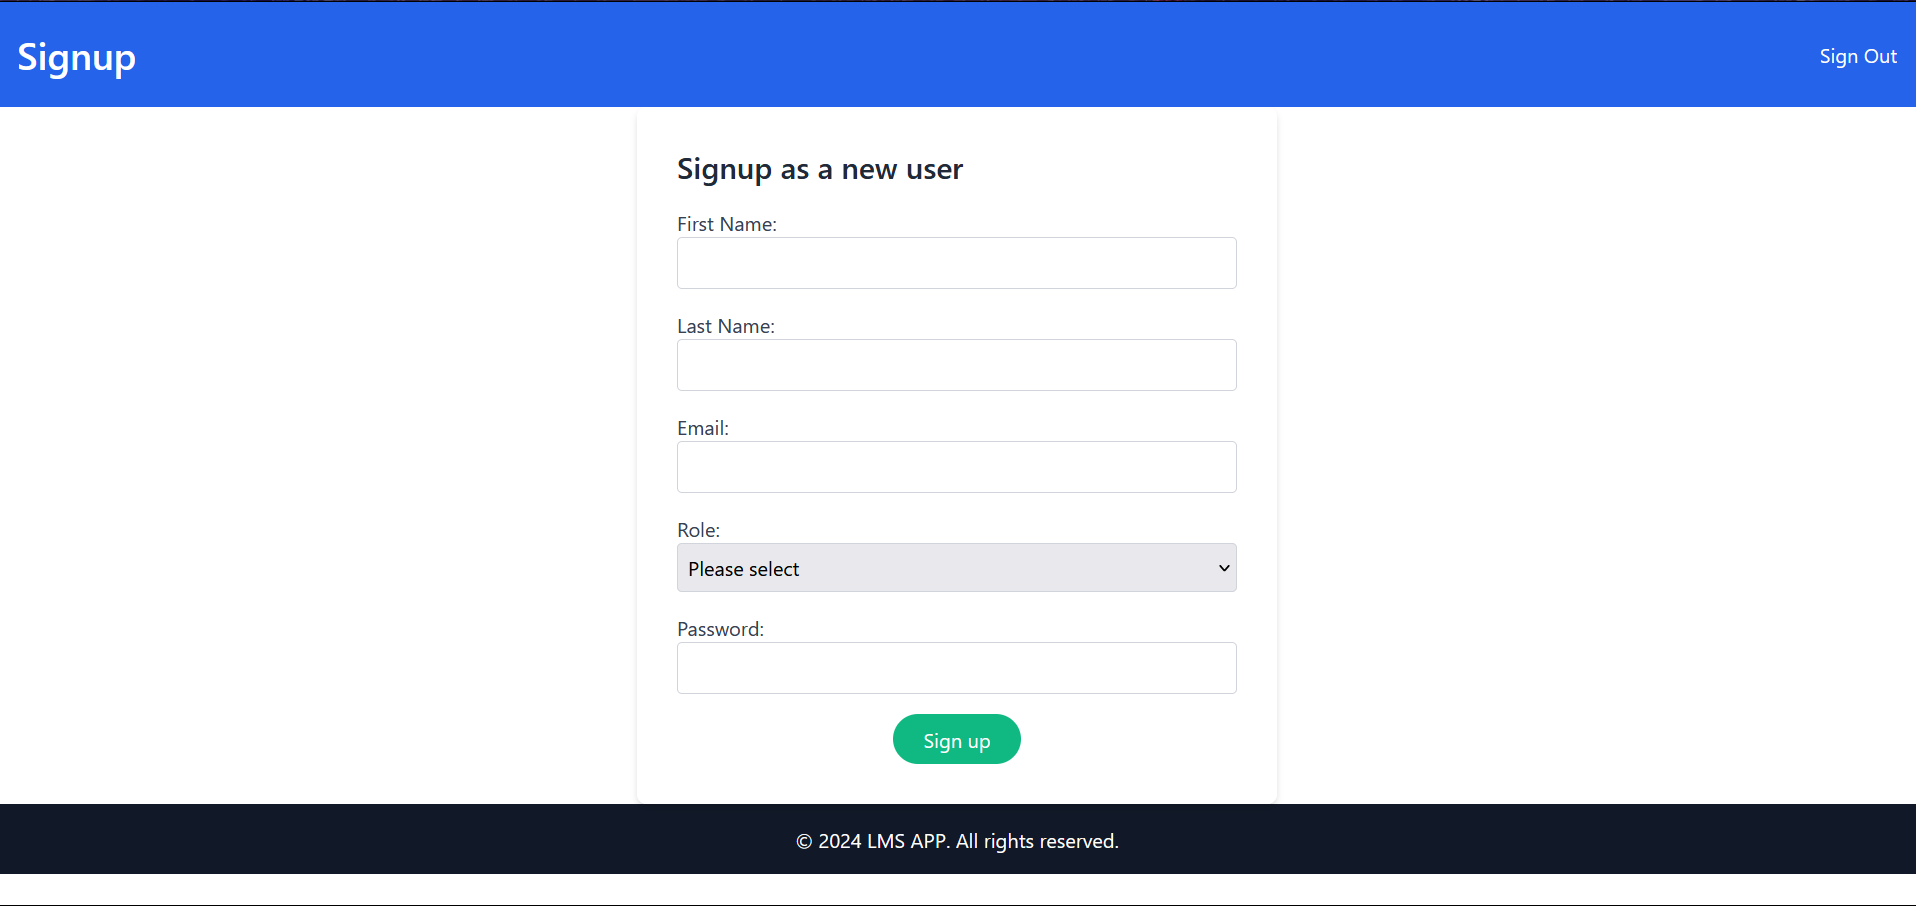 Signup
Sign Out
Signup as a new user
First Name:
Last Name:
Email:
Role:
Please select
Password:
Sign up
© 2024 LMS APP. All rights reserved.